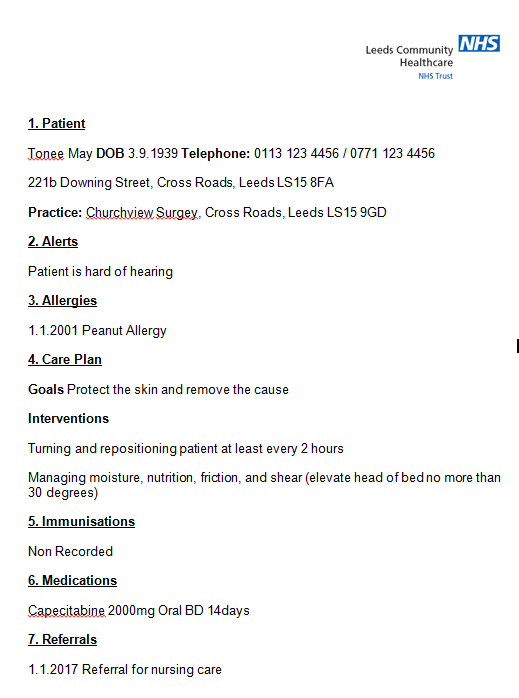 Leeds Community NHS
Healthcare
NHS Trust
1. Patient
Tonee May DOB 3.9.1939 Telephone: 0113 123 4456 / 0771 123 4456
221b Downing Street, Cross Roads, Leeds LS15 8FA
Practice: Churchview Surgey, Cross Roads, Leeds LS15 9GD
2. Alerts
Patient is hard of hearing
3. Allergies
1.1.2001 Peanut Allergy
4. Care Plan
Goals Protect the skin and remove the cause
Interventions
Turning and repositioning patient at least every 2 hours
Managing moisture, nutrition, friction, and shear (elevate head of bed no more than
30 degrees)
5. Immunisations
Non Recorded
6. Medications
Capecitabine 2000mg Oral BD 14days
7. Referrals
1.1.2017 Referral for nursing care